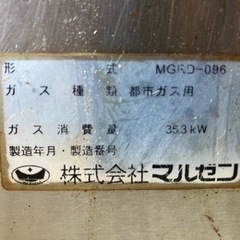 形式 MGRD-096
ガス種類 都市ガス用
ガス消費量 35.3kW
製造年月・製造番号
株式会社マルゼン